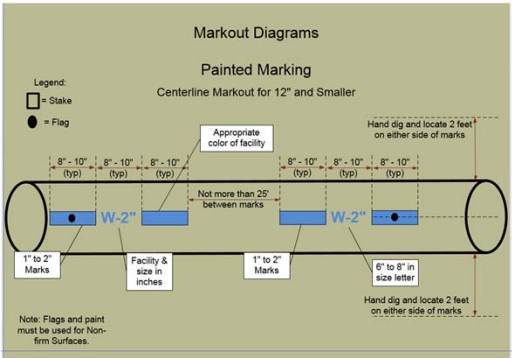 Markout Diagrams
Painted Marking
Centerline Markout for 12" and Smaller
Legend:
= Stake
= Flag
Appropriate
color of facility
Hand dig and locate 2 feet
on either side of marks
8" - 10"
(typ)
8" - 10"
(typ)
8" - 10"
(typ)
Not more than 25'
between marks
8" - 10"
(typ)
8" - 10"
(typ)
8" - 10"
(typ)
W-2"
W-2"
1" to 2"
Marks
Facility &
size in
inches
1" to 2"
Marks
6" to 8" in
size letter
Hand dig and locate 2 feet
on either side of marks
Note: Flags and paint
must be used for Non-
firm Surfaces.